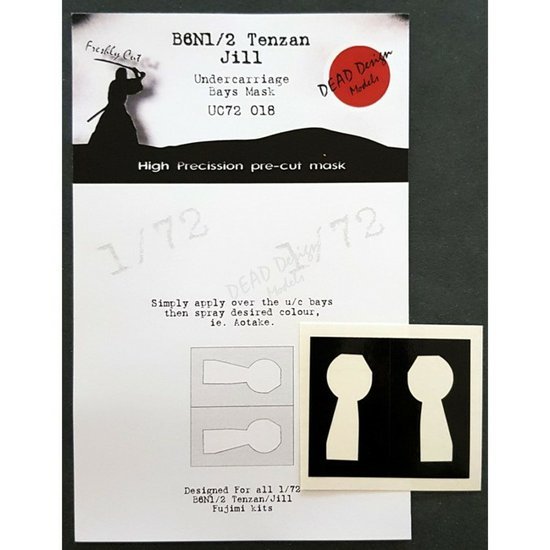 Freshly Cut
B6N1/2 Tenzan
Jill
Undercarriage
Bays Mask
UC72 018
DEAD Design
Models
High Precission pre-cut mask
1/72
1/72
DEAD Design
Models
Simply apply over the u/c bays
then spray desired colour,
ie. Aotake.
Designed For all 1/72
B6N1/2 Tenzan/Jill
Fujimi kits